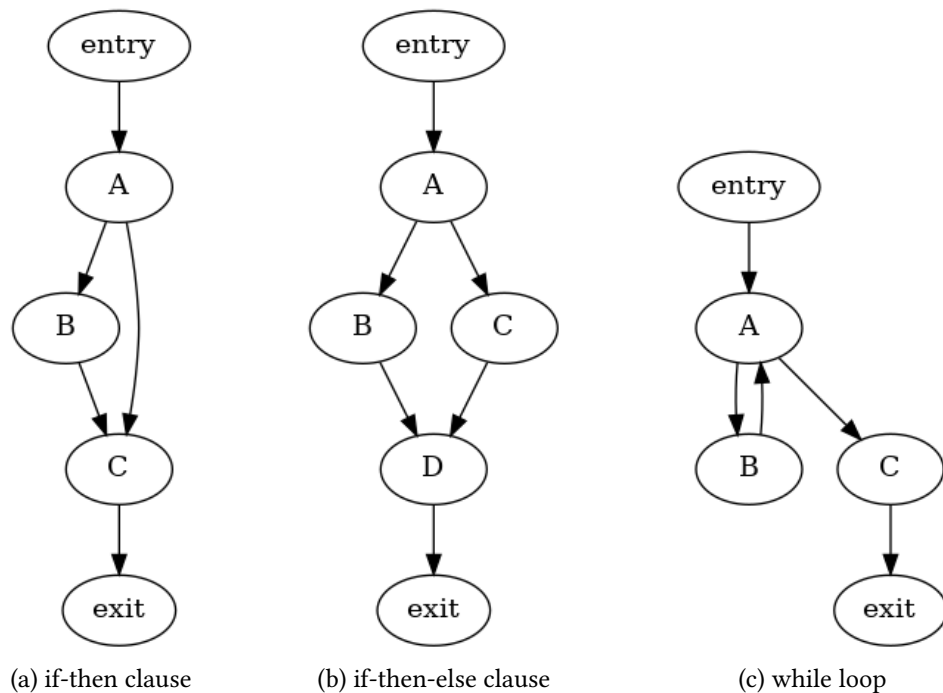 entry
A
B
C
exit
(a) if-then clause
entry
A
B
C
D
exit
(b) if-then-else clause
entry
A
B
C
exit
(c) while loop